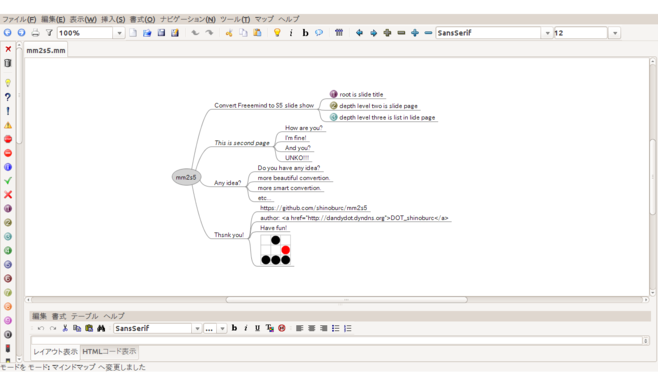 ファイル(F) 編集(E) 表示(W) 挿入(S) 書式(O) ナビゲーション(N) ツール(T) マップ ヘルプ
100% SansSerif 12
mm2s5.mm
root is slide title
Convert Freeemind to S5 slide show
depth level two is slide page
depth level three is list in lide page
How are you?
This is second page
I'm fine!
And you?
UNKO!!!
mm2s5
Do you have any idea?
Any idea?
more beautiful convertion.
more smart convertion.
etc...
https://github.com/shinoburc/mm2s5
author: <a href="http://dandydot.dyndns.org">DOT_shinoburc</a>
Thsnk you!
Have fun!
編集 書式 テーブル ヘルプ
SansSerif ...
レイアウト表示 HTMLコード表示
モードを モード: マインドマップ へ変更しました